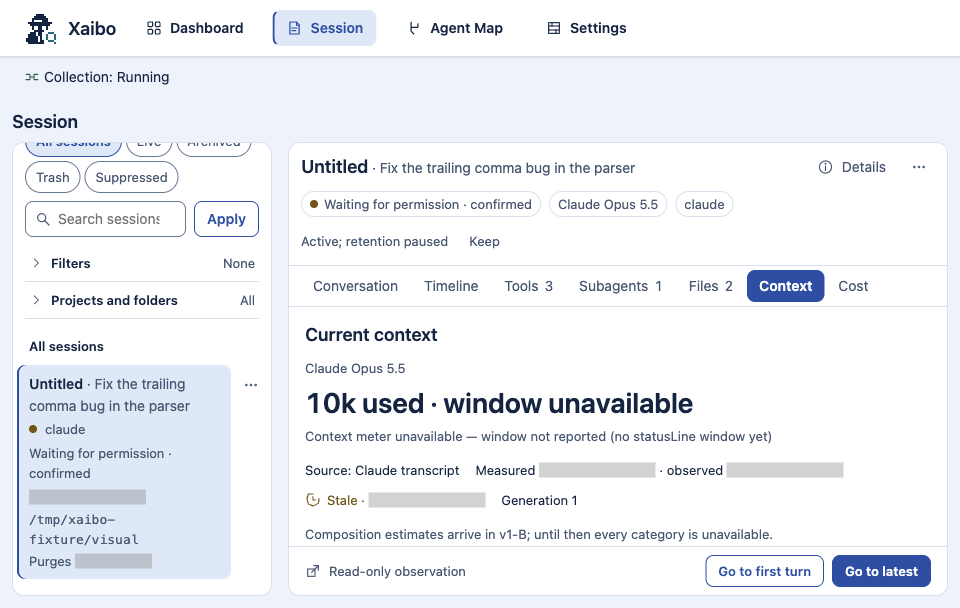 Xaibo
Dashboard
Session
Agent Map
Settings
Collection: Running
Session
All sessions
Live
Archived
Trash
Suppressed
Search sessions
Apply
Filters
None
Projects and folders
All
All sessions
Untitled · Fix the trailing
comma bug in the parser
claude
Waiting for permission ·
confirmed
/tmp/xaibo-
fixture/visual
Purges
Untitled · Fix the trailing comma bug in the parser
Details
Waiting for permission · confirmed
Claude Opus 5.5
claude
Active; retention paused
Keep
Conversation
Timeline
Tools 3
Subagents 1
Files 2
Context
Cost
Current context
Claude Opus 5.5
10k used · window unavailable
Context meter unavailable — window not reported (no statusLine window yet)
Source: Claude transcript Measured · observed
Stale · Generation 1
Composition estimates arrive in v1-B; until then every category is unavailable.
Read-only observation
Go to first turn
Go to latest